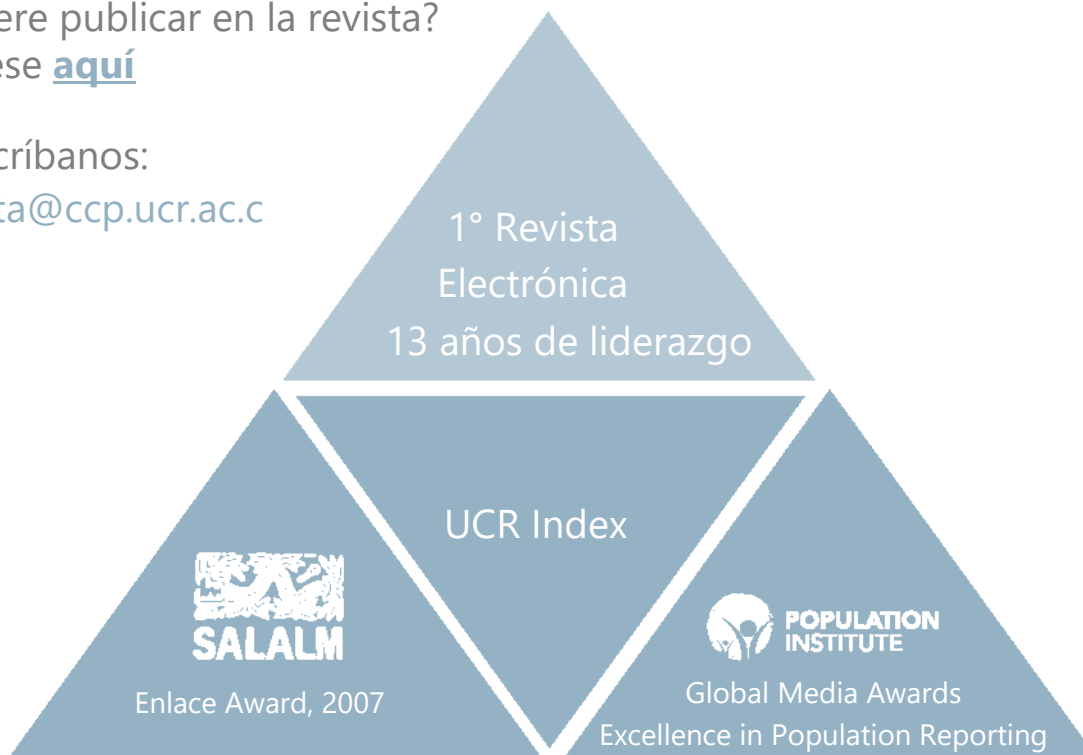 ere publicar en la revista?
ese aquí
críbanos:
ta@ccp.ucr.ac.c
1° Revista
Electrónica
13 años de liderazgo
UCR Index
SALALM
Enlace Award, 2007
POPULATION
INSTITUTE
Global Media Awards
Excellence in Population Reporting